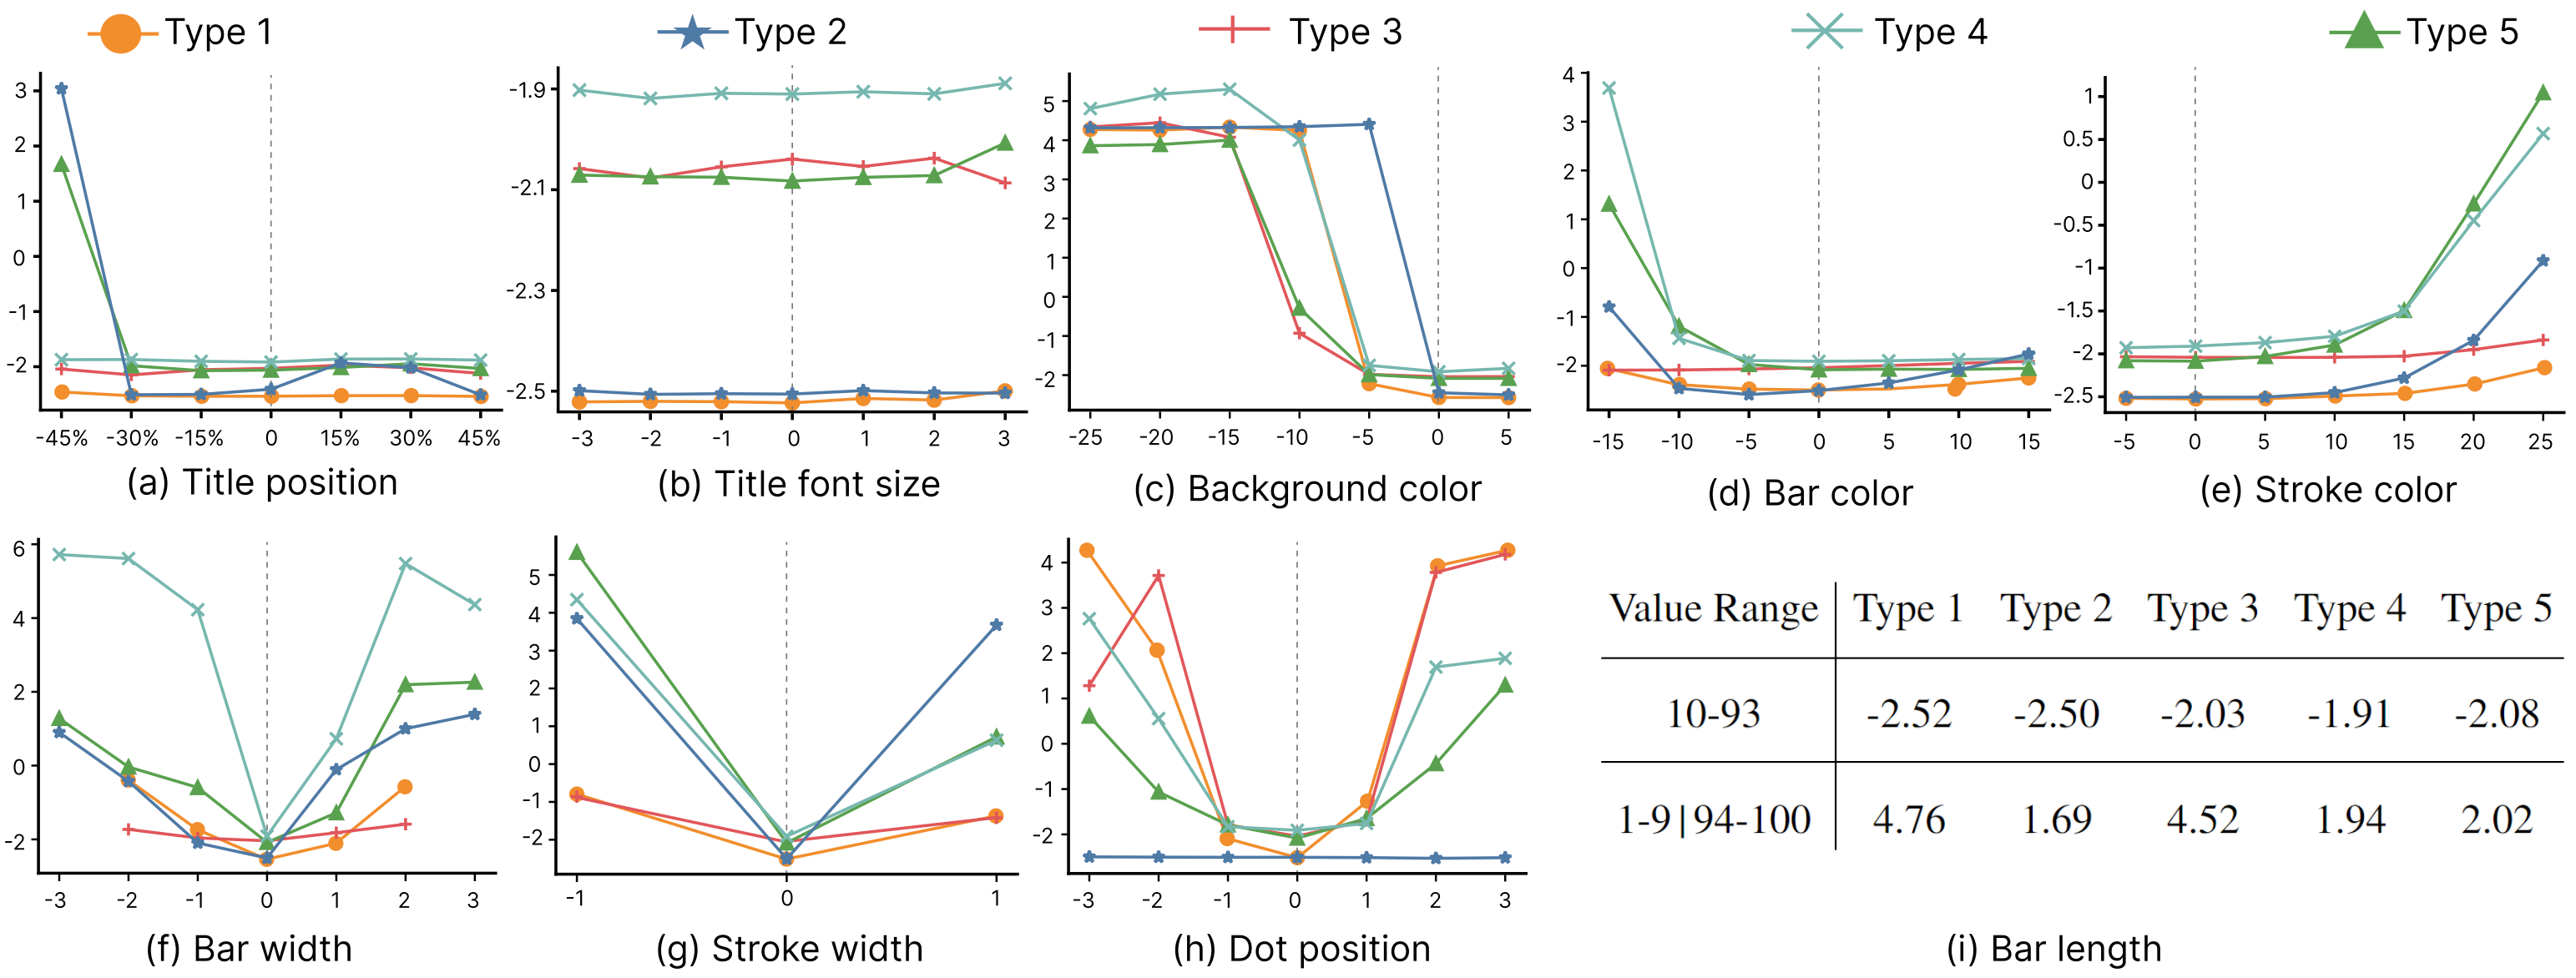 Type 1 Type 2 Type 3 Type 4 Type 5
3
2
1
0
-1
-2
-45% -30% -15% 0 15% 30% 45%
(a) Title position
-1.9
-2.1
-2.3
-2.5
-3 -2 -1 0 1 2 3
(b) Title font size
5
4
3
2
1
0
-1
-2
-25 -20 -15 -10 -5 0 5
(c) Background color
4
3
2
1
0
-1
-2
-15 -10 -5 0 5 10 15
(d) Bar color
1
0.5
0
-0.5
-1
-1.5
-2
-2.5
-5 0 5 10 15 20 25
(e) Stroke color
6
4
2
0
-2
-3 -2 -1 0 1 2 3
(f) Bar width
5
4
3
2
1
0
-1
-2
-1 0 1
(g) Stroke width
4
3
2
1
0
-1
-2
-3 -2 -1 0 1 2 3
(h) Dot position
Value Range Type 1 Type 2 Type 3 Type 4 Type 5
10-93 -2.52 -2.50 -2.03 -1.91 -2.08
1-9|94-100 4.76 1.69 4.52 1.94 2.02
(i) Bar length